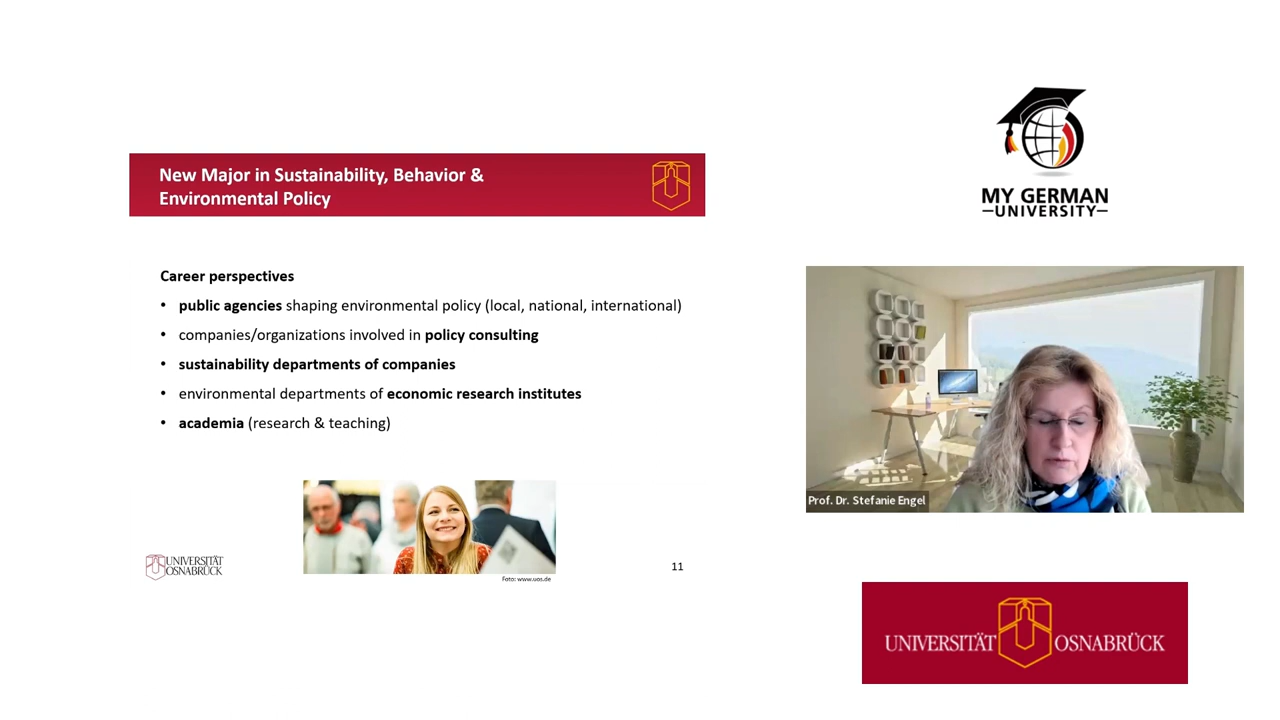 New Major in Sustainability, Behavior &
Environmental Policy
Career perspectives
• public agencies shaping environmental policy (local, national, international)
• companies/organizations involved in policy consulting
• sustainability departments of companies
• environmental departments of economic research institutes
• academia (research & teaching)
UNIVERSITÄT
OSNABRÜCK
Foto: www.uos.de
11
MY GERMAN
UNIVERSITY
Prof. Dr. Stefanie Engel
UNIVERSITÄT OSNABRÜCK